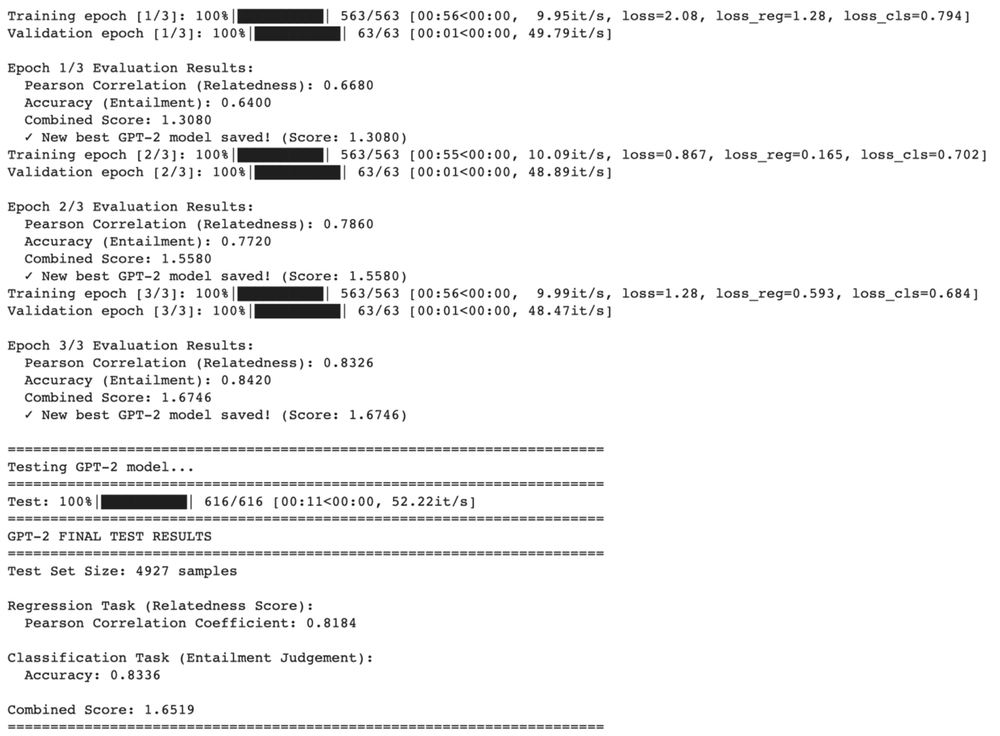 Training epoch [1/3]: 100%|██████████| 563/563 [00:56<00:00,  9.95it/s, loss=2.08, loss_reg=1.28, loss_cls=0.794]
Validation epoch [1/3]: 100%|██████████| 63/63 [00:01<00:00, 49.79it/s]

Epoch 1/3 Evaluation Results:
  Pearson Correlation (Relatedness): 0.6680
  Accuracy (Entailment): 0.6400
  Combined Score: 1.3080
  ✓ New best GPT-2 model saved! (Score: 1.3080)
Training epoch [2/3]: 100%|██████████| 563/563 [00:55<00:00, 10.09it/s, loss=0.867, loss_reg=0.165, loss_cls=0.702]
Validation epoch [2/3]: 100%|██████████| 63/63 [00:01<00:00, 48.89it/s]

Epoch 2/3 Evaluation Results:
  Pearson Correlation (Relatedness): 0.7860
  Accuracy (Entailment): 0.7720
  Combined Score: 1.5580
  ✓ New best GPT-2 model saved! (Score: 1.5580)
Training epoch [3/3]: 100%|██████████| 563/563 [00:56<00:00,  9.99it/s, loss=1.28, loss_reg=0.593, loss_cls=0.684]
Validation epoch [3/3]: 100%|██████████| 63/63 [00:01<00:00, 48.47it/s]

Epoch 3/3 Evaluation Results:
  Pearson Correlation (Relatedness): 0.8326
  Accuracy (Entailment): 0.8420
  Combined Score: 1.6746
  ✓ New best GPT-2 model saved! (Score: 1.6746)

======================================================================
Testing GPT-2 model...
======================================================================
Test: 100%|██████████| 616/616 [00:11<00:00, 52.22it/s]
======================================================================
GPT-2 FINAL TEST RESULTS
======================================================================
Test Set Size: 4927 samples

Regression Task (Relatedness Score):
  Pearson Correlation Coefficient: 0.8184

Classification Task (Entailment Judgement):
  Accuracy: 0.8336

Combined Score: 1.6519
======================================================================